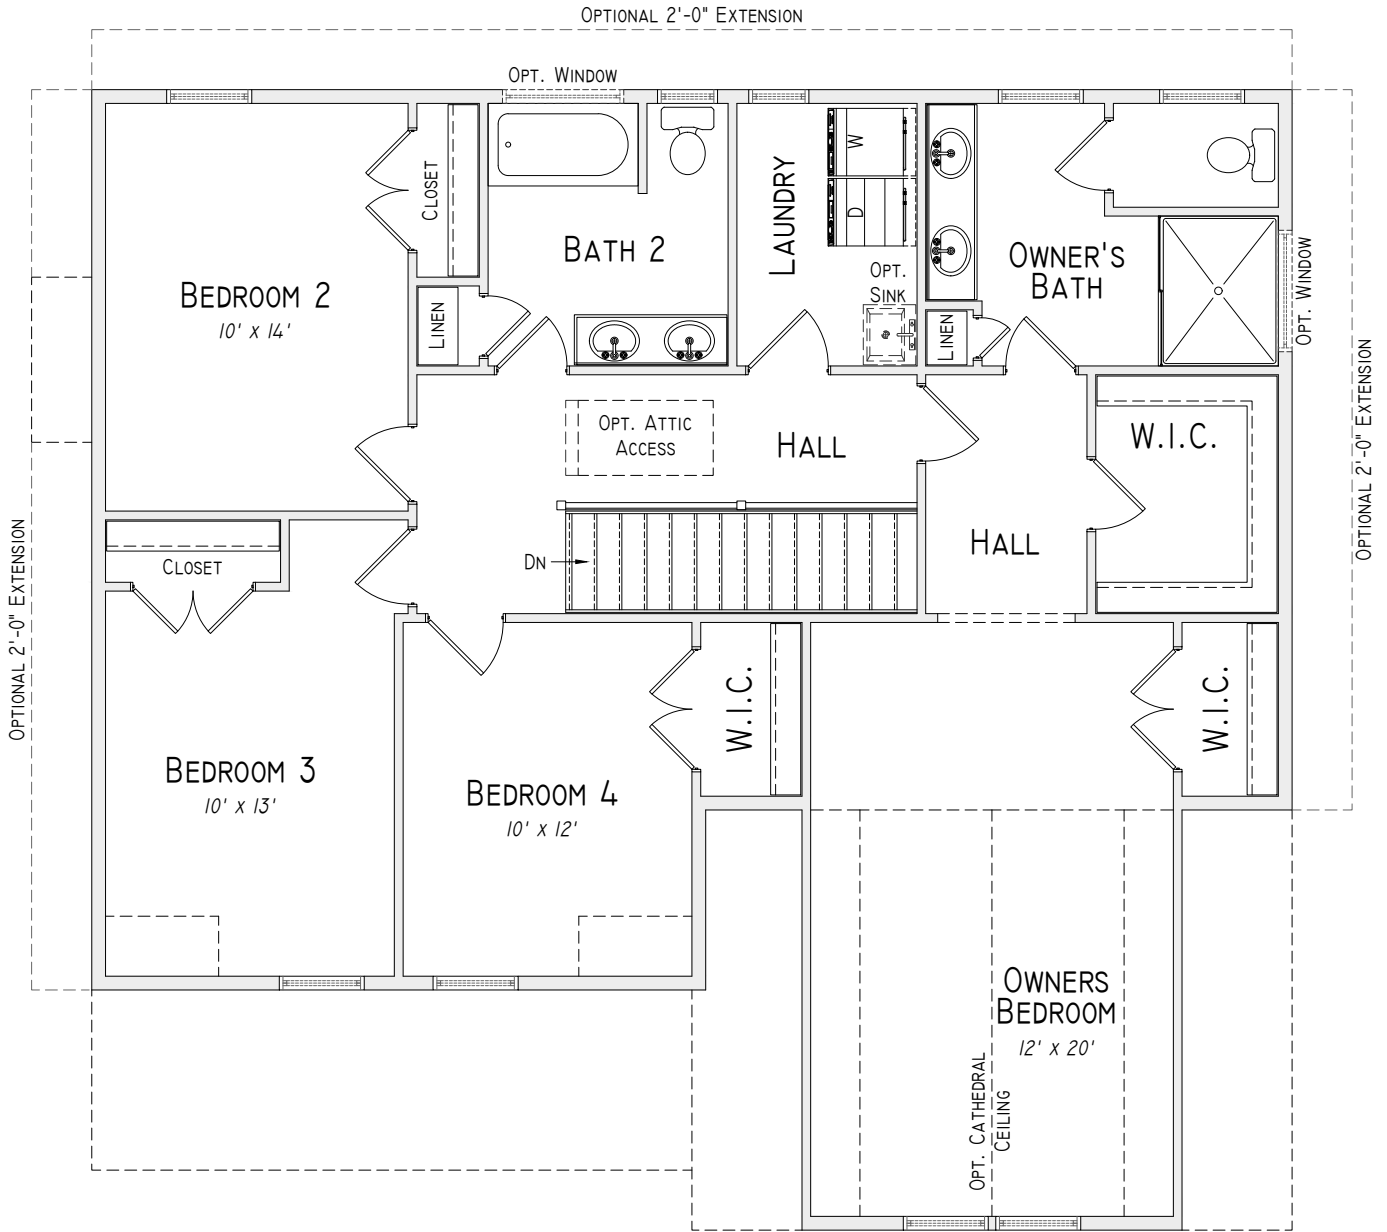 OPTIONAL 2'-0" EXTENSION
OPT. WINDOW
CLOSET
LAUNDRY
W
D
BATH 2
OPT.
SINK
OWNER'S
BATH
OPT. WINDOW
BEDROOM 2
10' X 14'
LINEN
LINEN
OPTIONAL 2'-0" EXTENSION
OPT. ATTIC
ACCESS
HALL
W.I.C.
HALL
DN
CLOSET
OPTIONAL 2'-0" EXTENSION
W.I.C.
W.I.C.
BEDROOM 3
10' X 13'
BEDROOM 4
10' X 12'
OWNERS
BEDROOM
12' X 20'
OPT. CATHEDRAL
CEILING